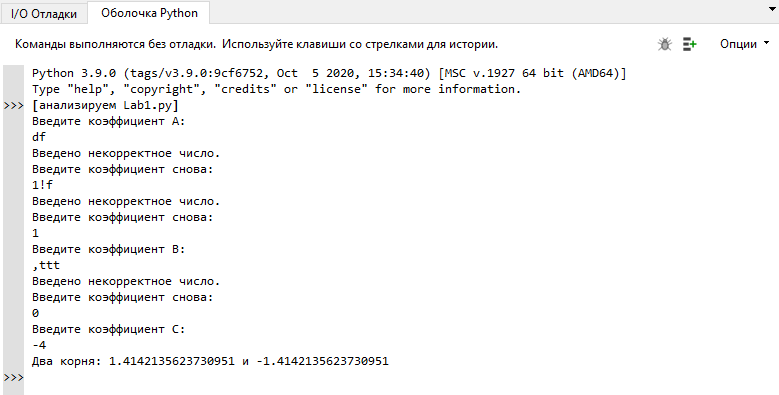 I/O Отладки Оболочка Python
Команды выполняются без отладки. Используйте клавиши со стрелками для истории. Опции
Python 3.9.0 (tags/v3.9.0:9cf6752, Oct  5 2020, 15:34:40) [MSC v.1927 64 bit (AMD64)]
Type "help", "copyright", "credits" or "license" for more information.
>>> [анализируем Lab1.py]
Введите коэффициент A:
df
Введено некорректное число.
Введите коэффициент снова:
1!f
Введено некорректное число.
Введите коэффициент снова:
1
Введите коэффициент B:
,ttt
Введено некорректное число.
Введите коэффициент снова:
0
Введите коэффициент C:
-4
Два корня: 1.4142135623730951 и -1.4142135623730951
>>>